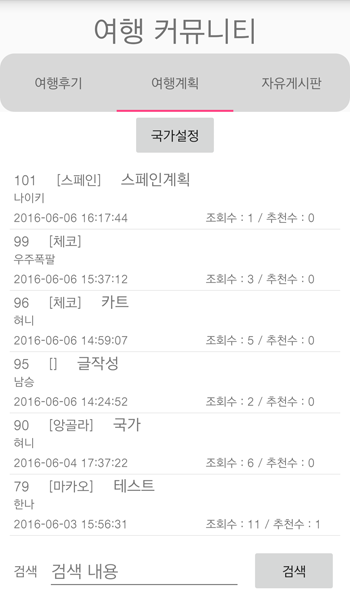 여행 커뮤니티
여행후기 여행계획 자유게시판
국가설정
101 [스페인] 스페인계획
나이키
2016-06-06 16:17:44 조회수 : 1 / 추천수 : 0
99 [체코]
우주폭팔
2016-06-06 15:37:12 조회수 : 3 / 추천수 : 0
96 [체코] 카트
혀니
2016-06-06 14:59:07 조회수 : 5 / 추천수 : 0
95 [] 글작성
남승
2016-06-06 14:24:52 조회수 : 2 / 추천수 : 0
90 [앙골라] 국가
혀니
2016-06-04 17:37:22 조회수 : 6 / 추천수 : 0
79 [마카오] 테스트
한나
2016-06-03 15:56:31 조회수 : 11 / 추천수 : 1
검색 검색 내용 검색